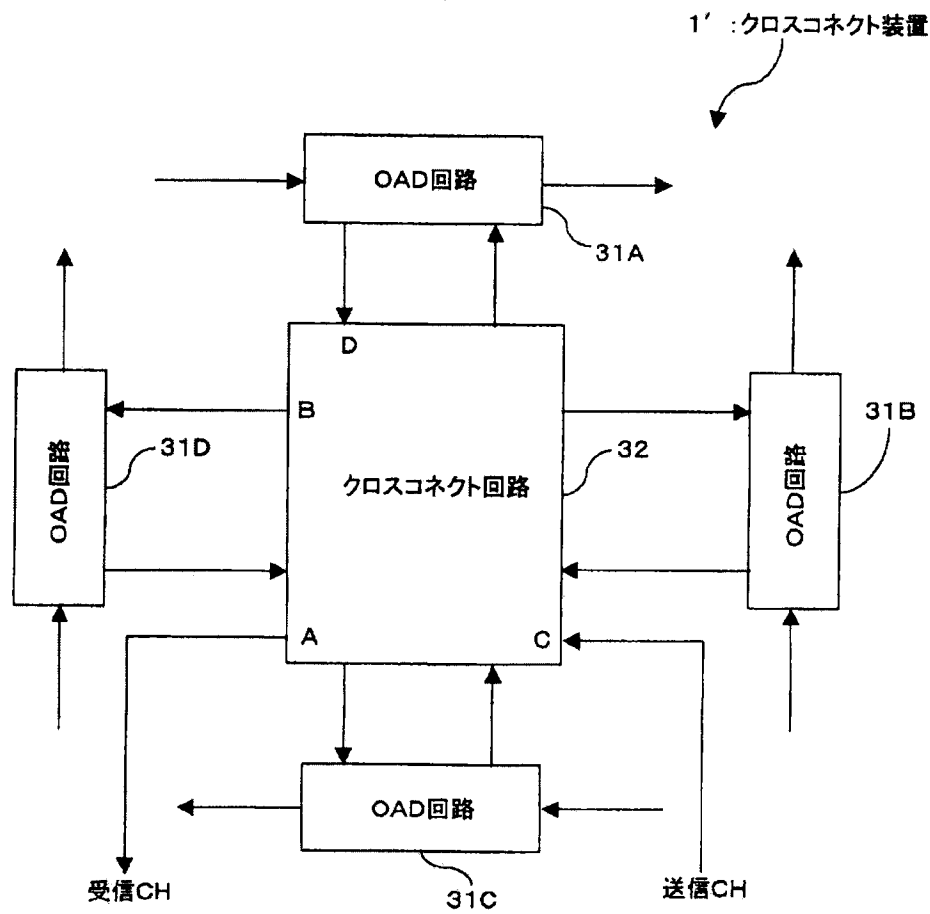 1′ :クロスコネクト装置
OAD回路
31A
D
B
31D
OAD回路
クロスコネクト回路
32
31B
OAD回路
A
C
OAD回路
受信CH
31C
送信CH